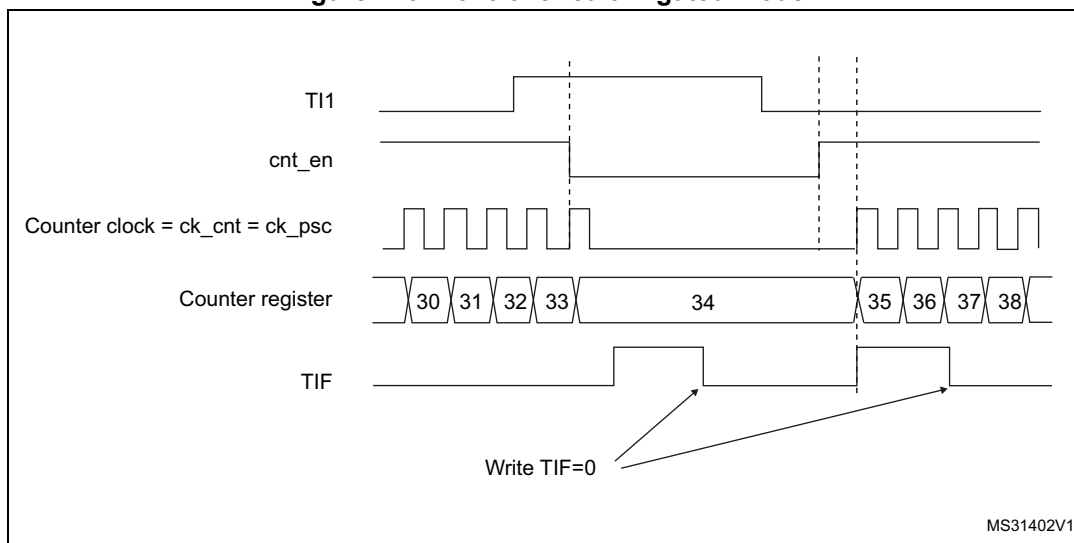 TI1
cnt_en
Counter clock = ck_cnt = ck_psc
Counter register
30 31 32 33 34 35 36 37 38
TIF
Write TIF=0
MS31402V1